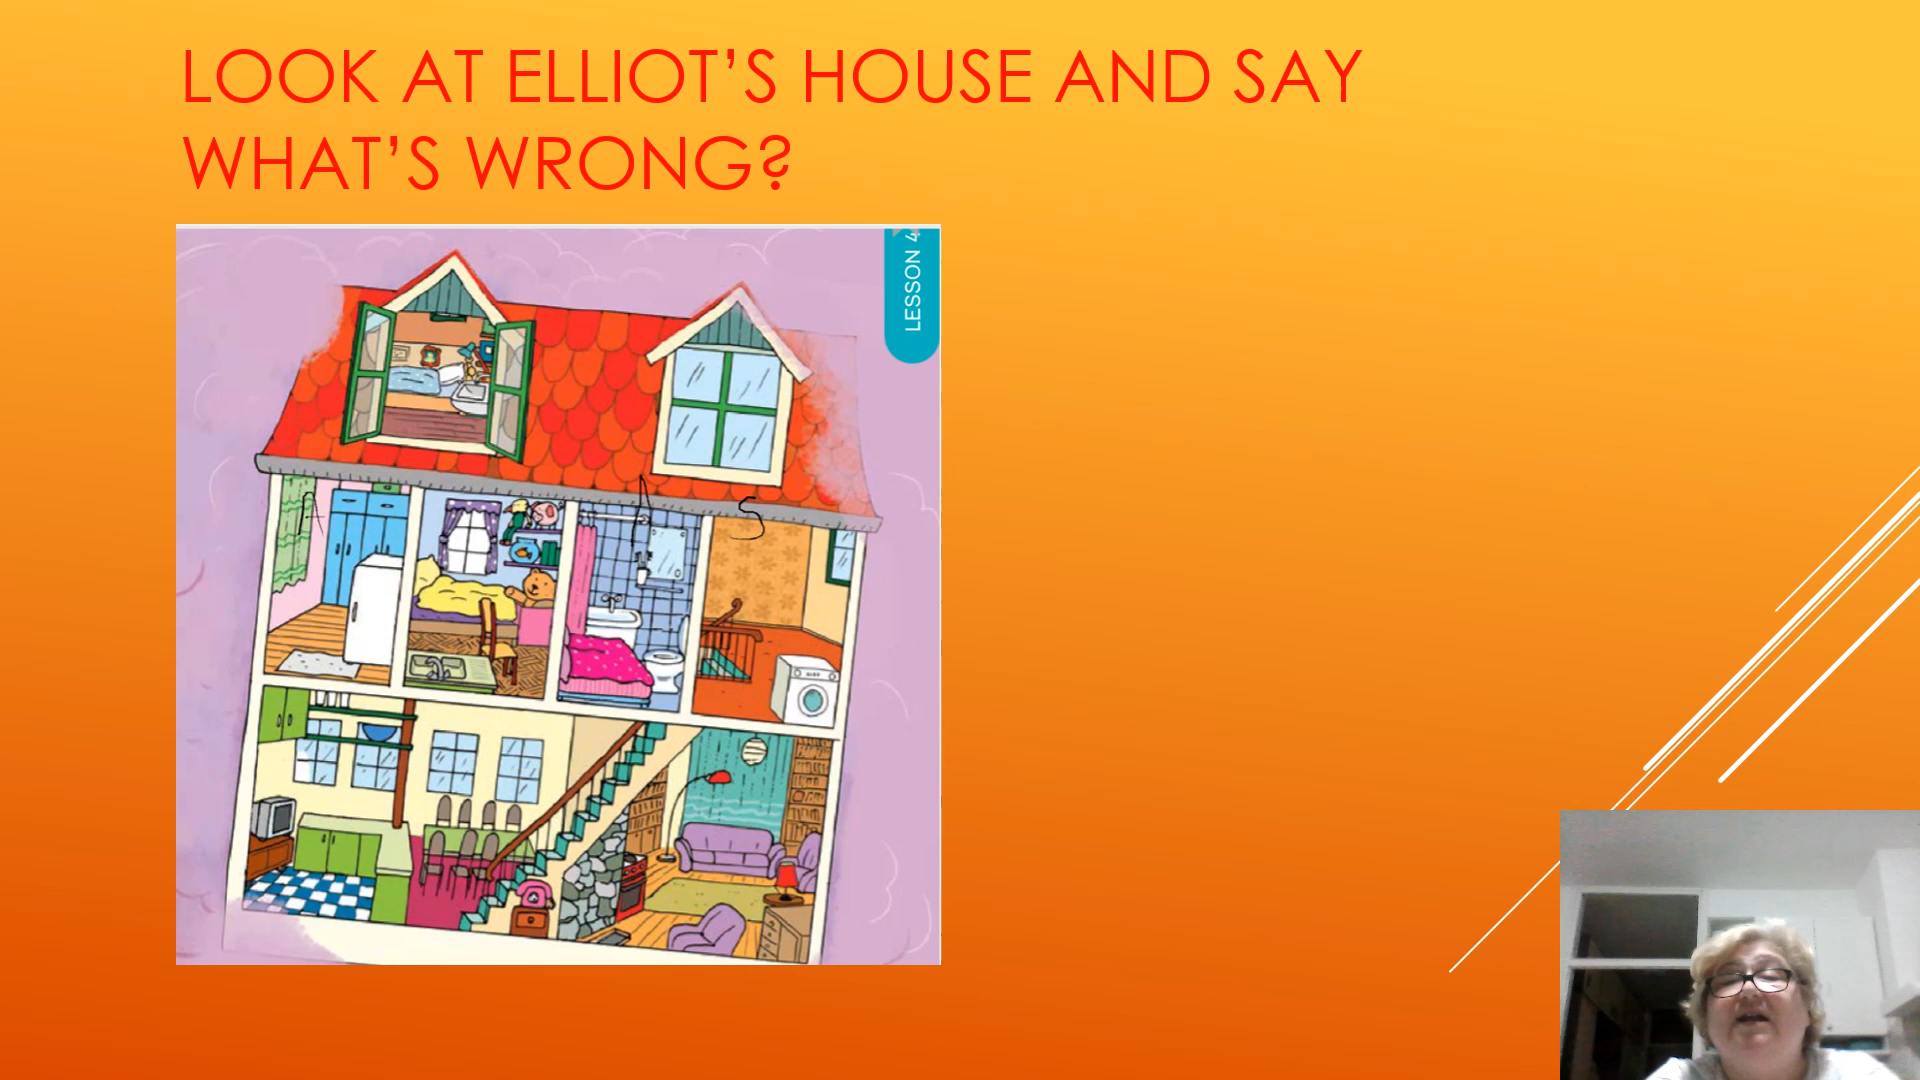 LOOK AT ELLIOT’S HOUSE AND SAY
WHAT’S WRONG?
LESSON 4
S